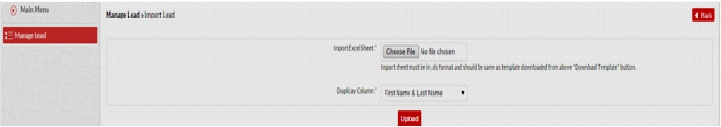 Main Menu
Manage Lead » Import Lead
Back
Manage Lead
Import Excel Sheet:*
Choose File No file chosen
Import sheet must be in .xls format and should be same as template downloaded from above "Download Template" button.
Duplicay Column:*
First Name & Last Name
Upload